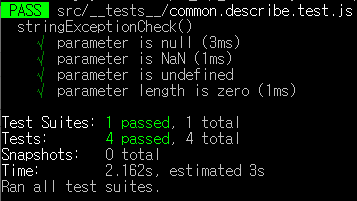 PASS src/__tests__/common.describe.test.js
stringExceptionCheck()
√ parameter is null (3ms)
√ parameter is NaN (1ms)
√ parameter is undefined
√ parameter length is zero (1ms)
Test Suites: 1 passed, 1 total
Tests: 4 passed, 4 total
Snapshots: 0 total
Time: 2.162s, estimated 3s
Ran all test suites.